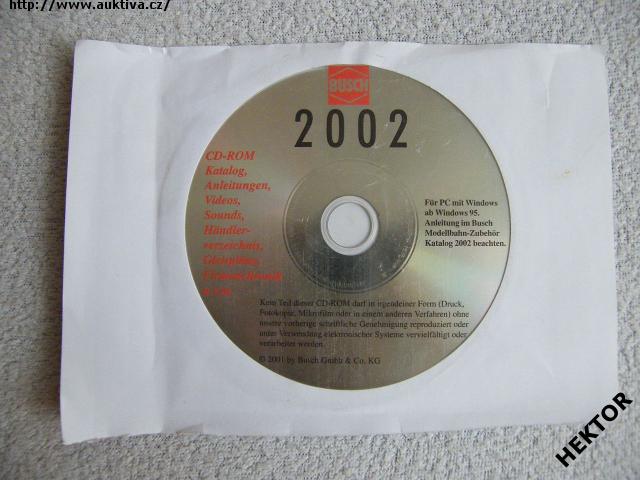 http://www.auktiva.cz/
BUSCH
2002
CD-ROM
Katalog,
Anleitungen,
Videos,
Sounds,
Händler-
verzeichnis,
Gleispläne,
Firmenchronik
u.v.m.
Für PC mit Windows
ab Windows 95.
Anleitung im Busch
Modellbahn-Zubehör
Katalog 2002 beachten.
Kein Teil dieser CD-ROM darf in irgendeiner Form (Druck,
Fotokopie, Mikrofilm oder in einem anderen Verfahren) ohne
unsere vorherige schriftliche Genehmigung reproduziert oder
unter Verwendung elektronischer Systeme vervielfältigt oder
verarbeitet werden.
© 2001 by Busch Gmbh & Co. KG
HEKTOR